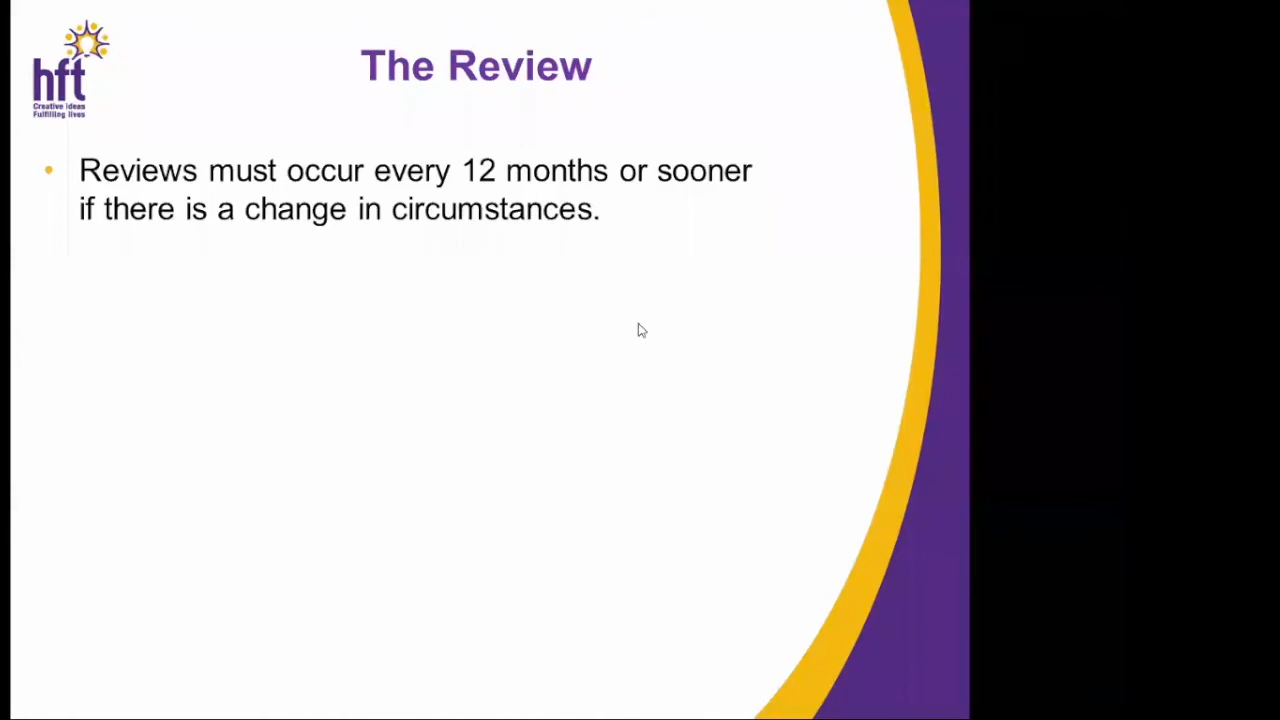 hft
Creative ideas
Fulfilling lives
The Review
• Reviews must occur every 12 months or sooner
if there is a change in circumstances.